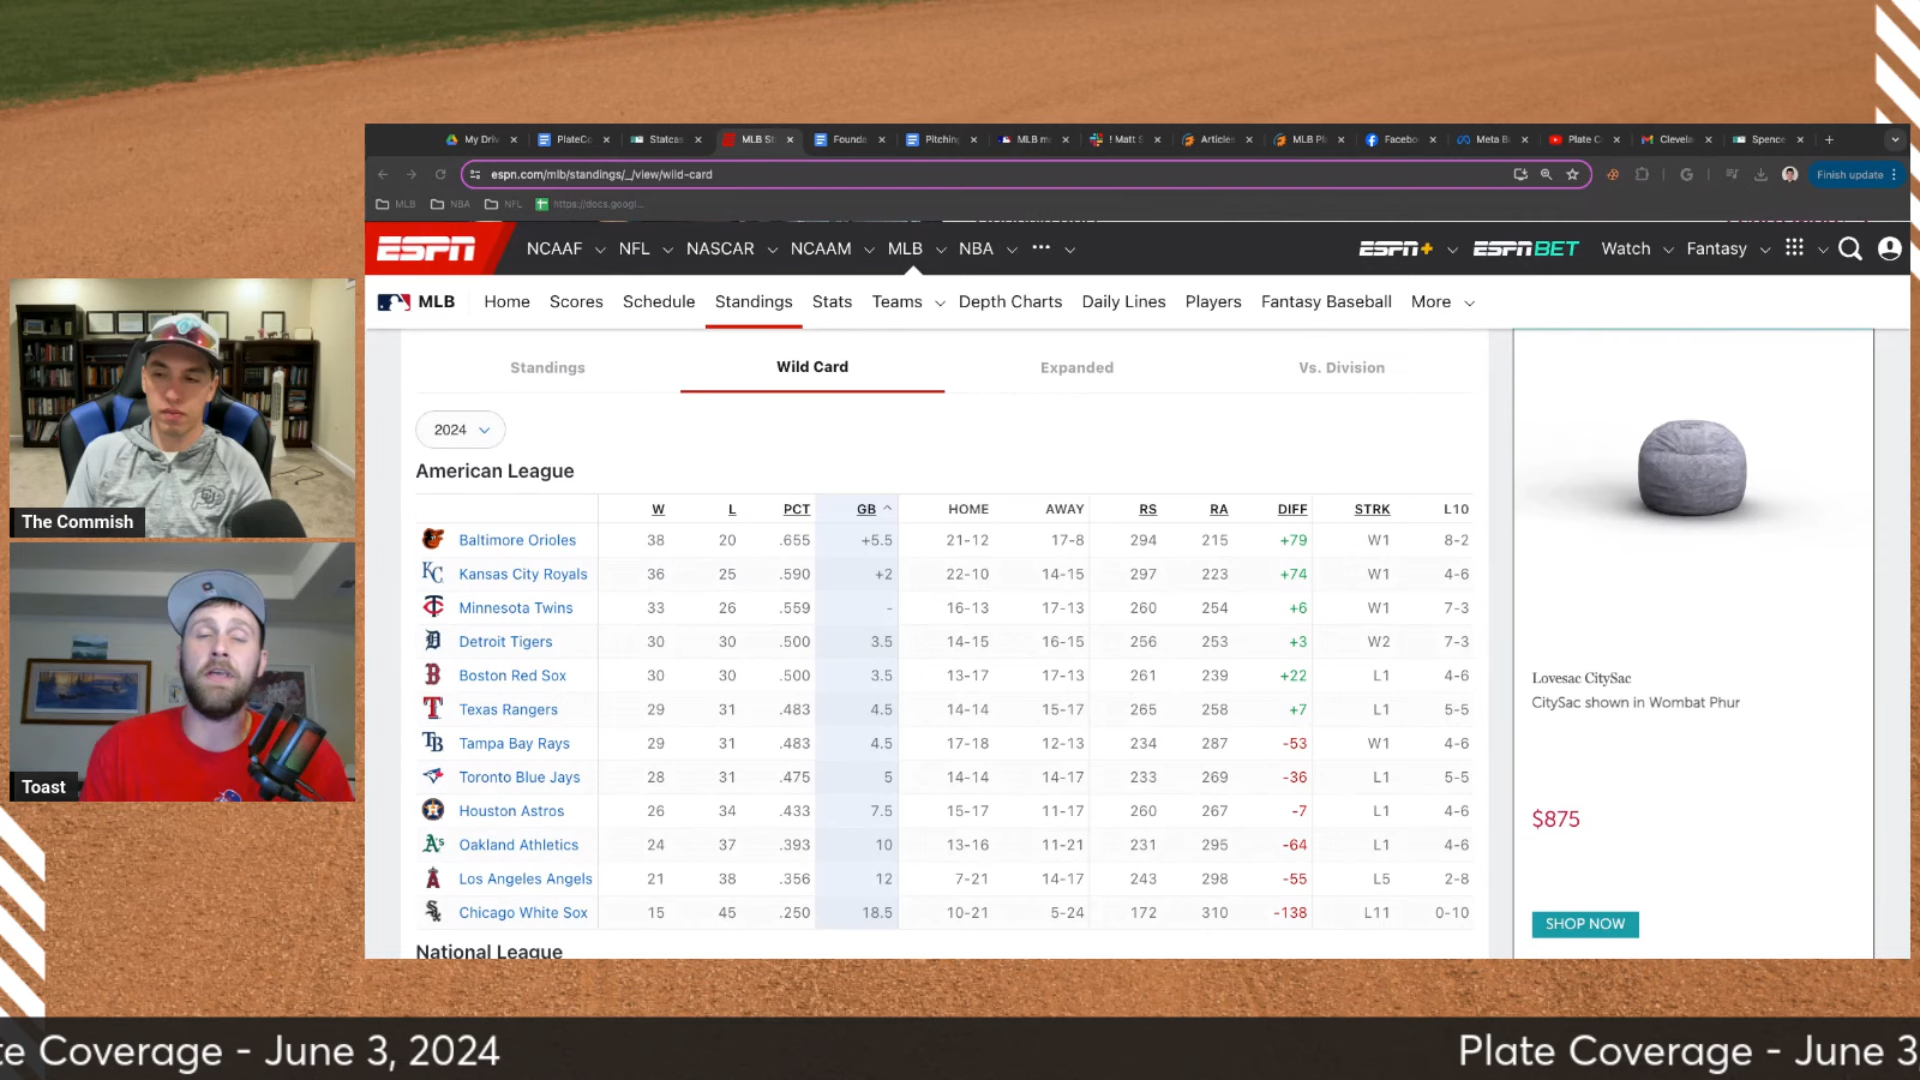 My Driv
PlateCo
Statcas
MLB St
Founda
Pitching
MLB m
! Matt S
Articles
MLB Pl
Facebo
Meta B
Plate C
Clevela
Spence
espn.com/mlb/standings/_/view/wild-card
Finish update
MLB NBA NFL https://docs.googl...
ESPN NCAAF NFL NASCAR NCAAM MLB NBA ••• ESPN+ ESPN BET Watch Fantasy
MLB Home Scores Schedule Standings Stats Teams Depth Charts Daily Lines Players Fantasy Baseball More
Standings Wild Card Expanded Vs. Division
2024
American League
W L PCT GB HOME AWAY RS RA DIFF STRK L10
Baltimore Orioles 38 20 .655 +5.5 21-12 17-8 294 215 +79 W1 8-2
Kansas City Royals 36 25 .590 +2 22-10 14-15 297 223 +74 W1 4-6
Minnesota Twins 33 26 .559 - 16-13 17-13 260 254 +6 W1 7-3
Detroit Tigers 30 30 .500 3.5 14-15 16-15 256 253 +3 W2 7-3
Boston Red Sox 30 30 .500 3.5 13-17 17-13 261 239 +22 L1 4-6
Texas Rangers 29 31 .483 4.5 14-14 15-17 265 258 +7 L1 5-5
Tampa Bay Rays 29 31 .483 4.5 17-18 12-13 234 287 -53 W1 4-6
Toronto Blue Jays 28 31 .475 5 14-14 14-17 233 269 -36 L1 5-5
Houston Astros 26 34 .433 7.5 15-17 11-17 260 267 -7 L1 4-6
Oakland Athletics 24 37 .393 10 13-16 11-21 231 295 -64 L1 4-6
Los Angeles Angels 21 38 .356 12 7-21 14-17 243 298 -55 L5 2-8
Chicago White Sox 15 45 .250 18.5 10-21 5-24 172 310 -138 L11 0-10
National League
Lovesac CitySac
CitySac shown in Wombat Phur
$875
SHOP NOW
The Commish
Toast
te Coverage - June 3, 2024
Plate Coverage - June 3